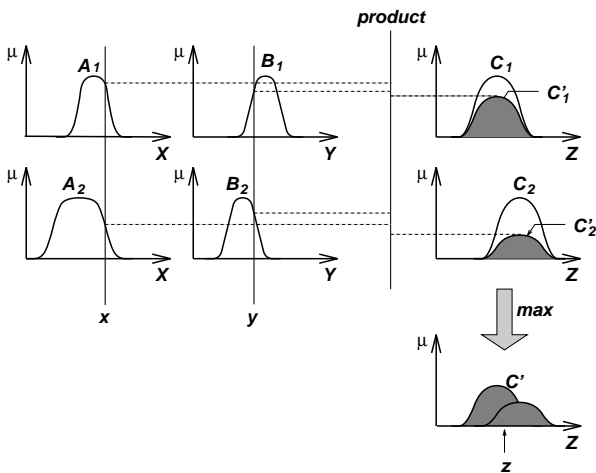 product
μ A1 μ B1 μ C1 C'1
X Y Z
μ A2 μ B2 μ C2 C'2
X Y Z
x y max
μ C'
Z
z